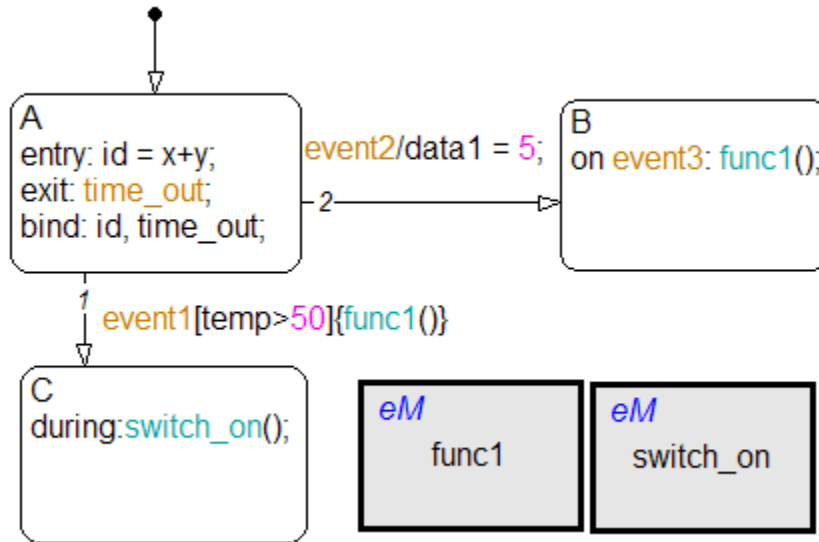 A
entry: id = x+y;
exit: time_out;
bind: id, time_out;
event2/data1 = 5;
2
B
on event3: func1();
1
event1[temp>50]{func1()}
C
during:switch_on();
eM
func1
eM
switch_on